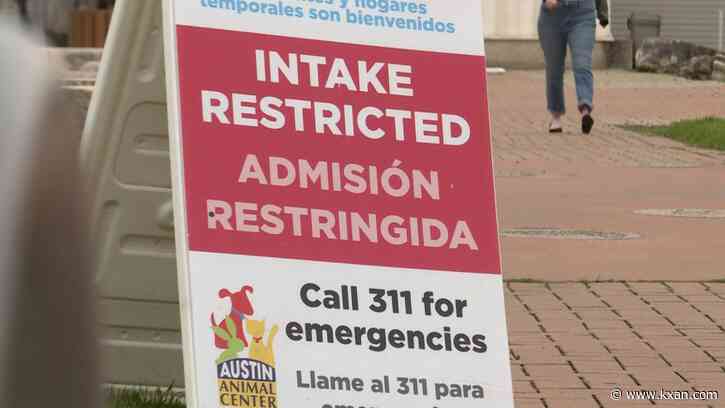 y hogares
temporales son bienvenidos
INTAKE
RESTRICTED
ADMISIÓN
RESTRINGIDA
Call 311 for
emergencies
Llame al 311 para
AUSTIN
ANIMAL
CENTER
www.kxan.com